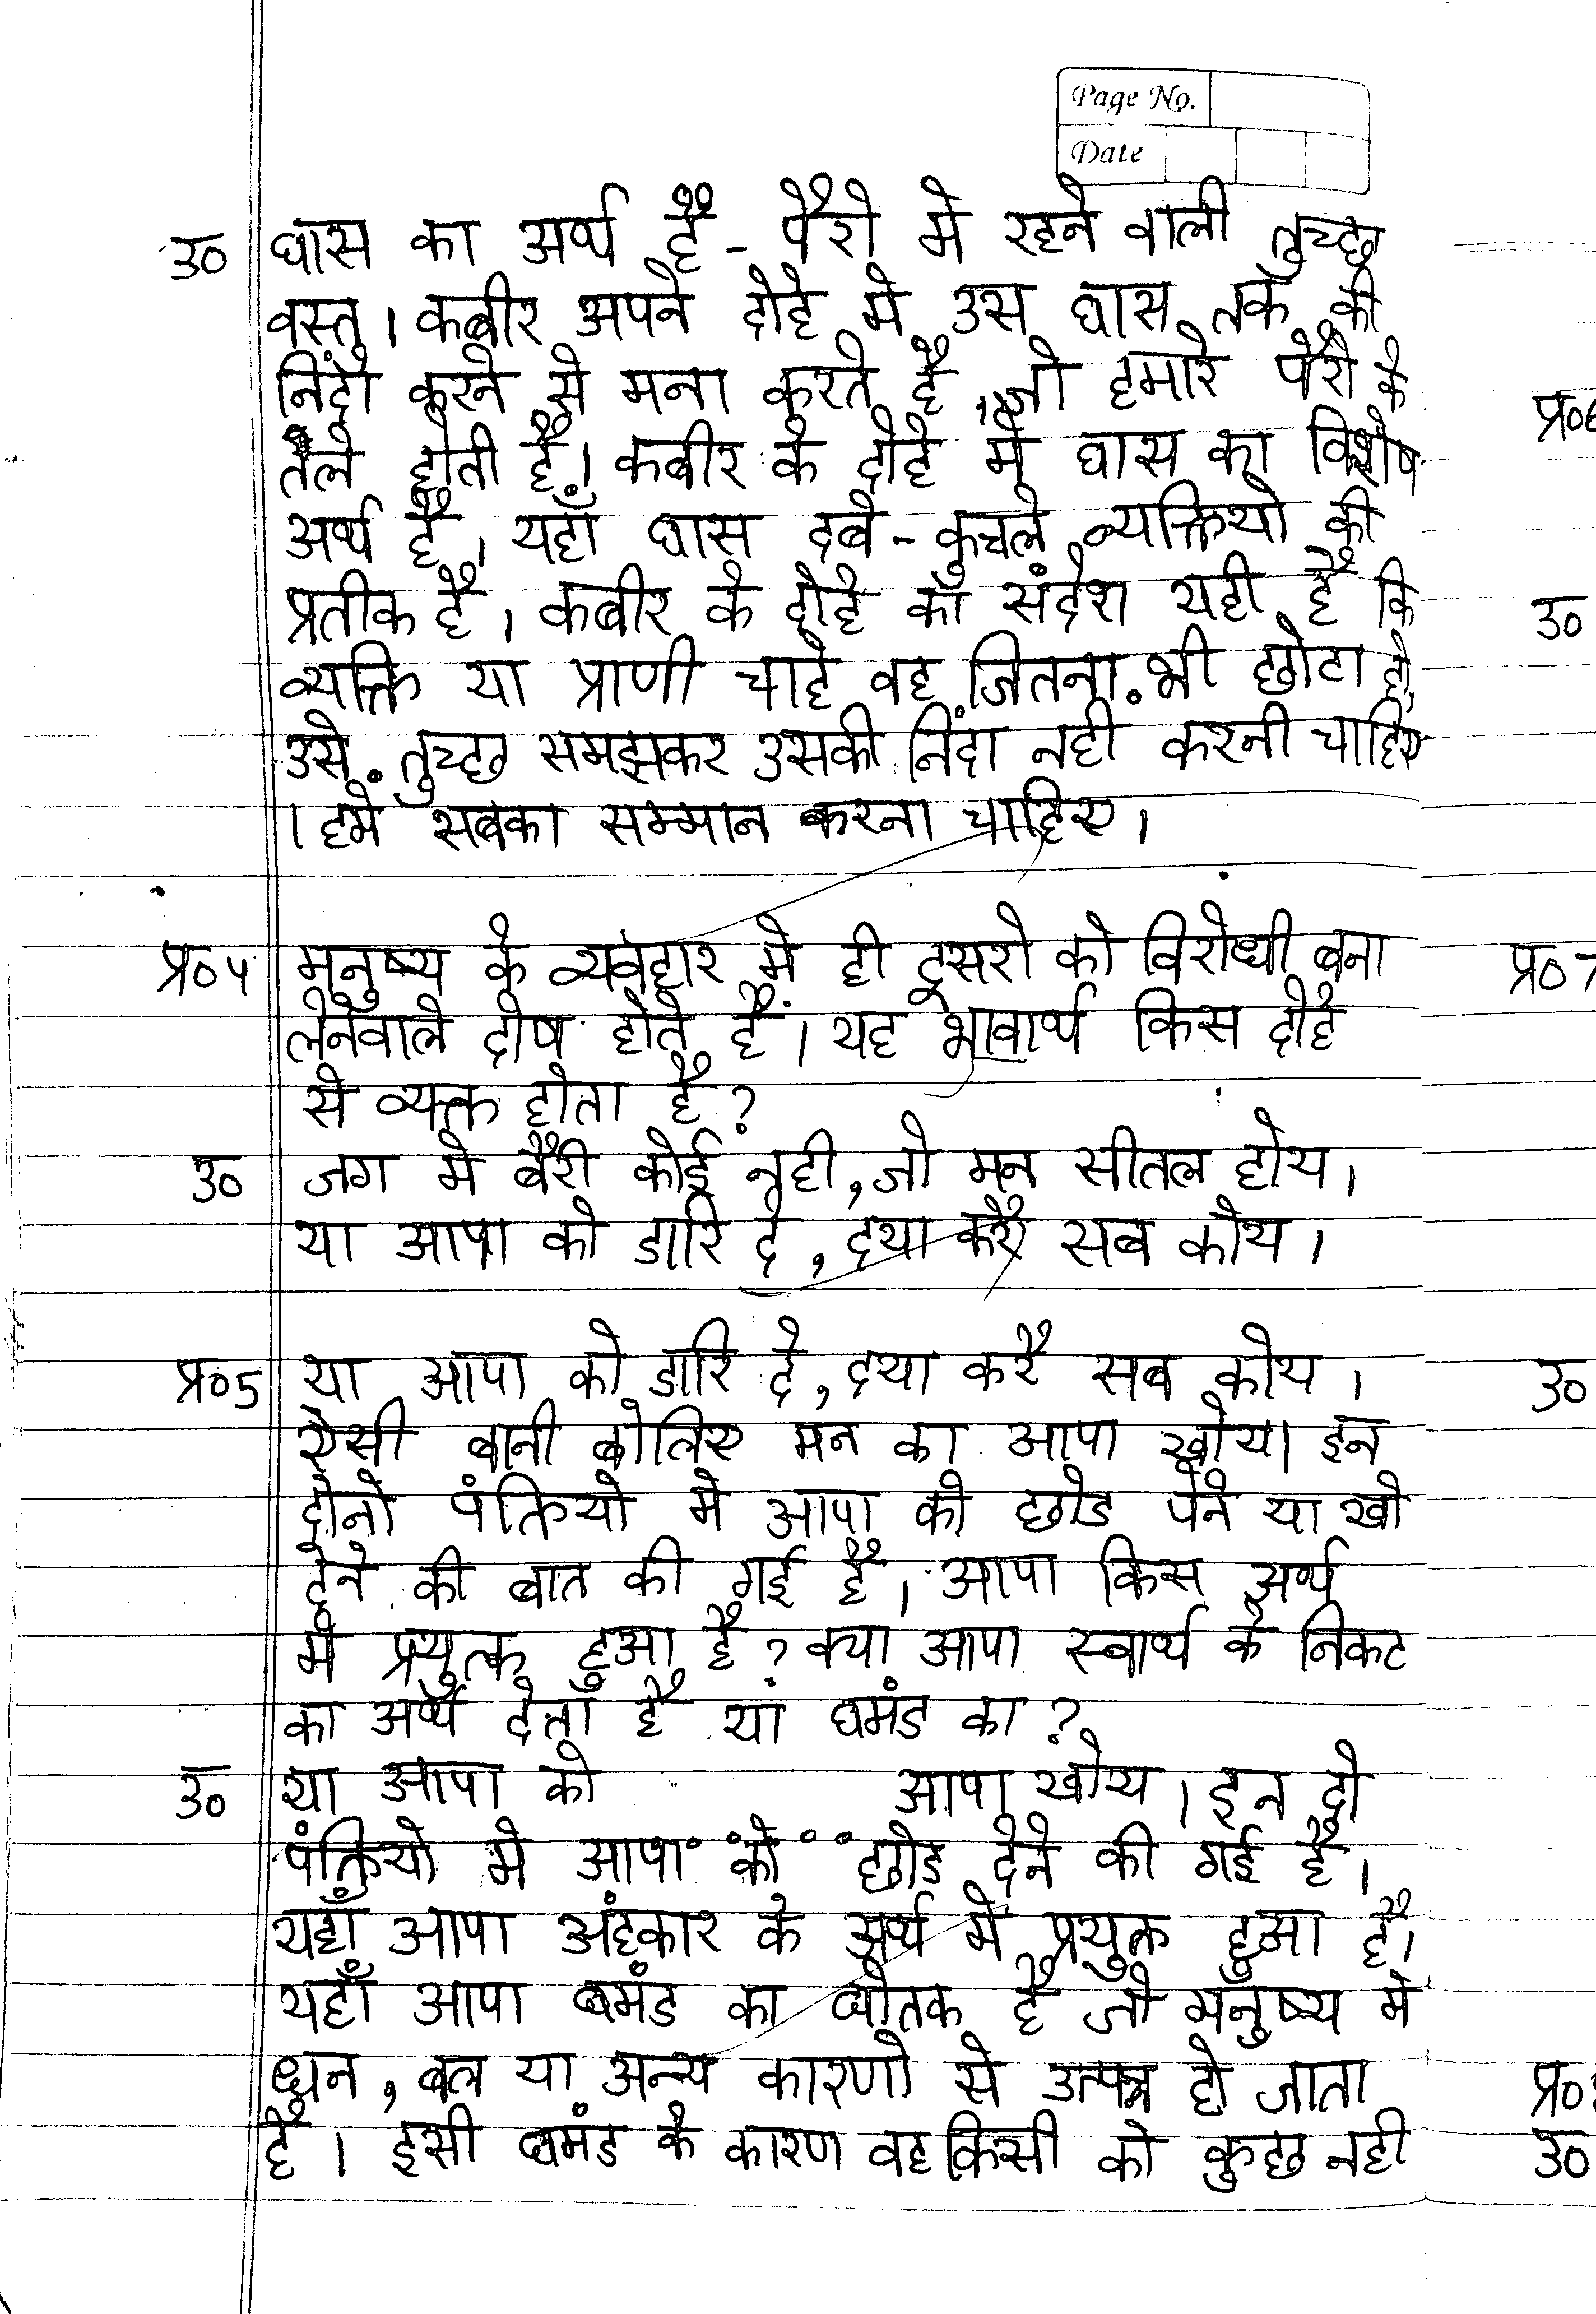 Page No.
Date
उ० घास का अर्थ है - पैरो मे रहने वाली तुच्छ
वस्तु। कबीर अपने दोहे मे उस घास तक की
निंदा करने से मना करते है, जो हमारे पैरो के
तले होती है। कबीर के दोहे मे घास का विशेष
अर्थ है। यहाँ घास दबे - कुचले व्यक्तियो की
प्रतीक है। कबीर के दोहे का संदेश यही है कि
व्यक्ति या प्राणी चाहे वह जितना भी छोटा हो,
उसे तुच्छ समझकर उसकी निंदा नही करनी चाहिए
। हमे सबका सम्मान करना चाहिए।
प्र०4 मनुष्य के व्यवहार मे ही दूसरो को विरोधी बना
लेनेवाले दोष होते हैं। यह भावार्थ किस दोहे
से व्यक्त होता है?
उ० जग मे बैरी कोई नही, जो मन सीतल होय।
या आपा को डारि दे, दया करै सब कोय।
प्र०5 या आपा को डारि दे, दया करै सब कोय।
ऐसी बानी बोलिए मन का आपा खोय। इन
दोनो पंक्तियो मे आपा को छोड पेने या खो
देने की बात की गई है। आपा किस अर्थ
मे प्रयुत्क हुआ है? क्या आपा स्वार्थ के निकट
का अर्थ देता है या घमंड का?
उ० या आपा को आपा खोय। इन दो
पंक्तियो मे आपा को छोड देने की गई है।
यहाँ आपा अंहकार के अर्थ मे प्रयुक्त हुआ है।
यहाँ आपा घमंड का घोतक है जो मनुष्य मे
धन, बल या अन्य कारणो से उत्पन्न हो जाता
है। इसी घमंड के कारण वह किसी को कुछ नही
प्र०6
उ०
प्र०7
उ०
प्र०
उ०